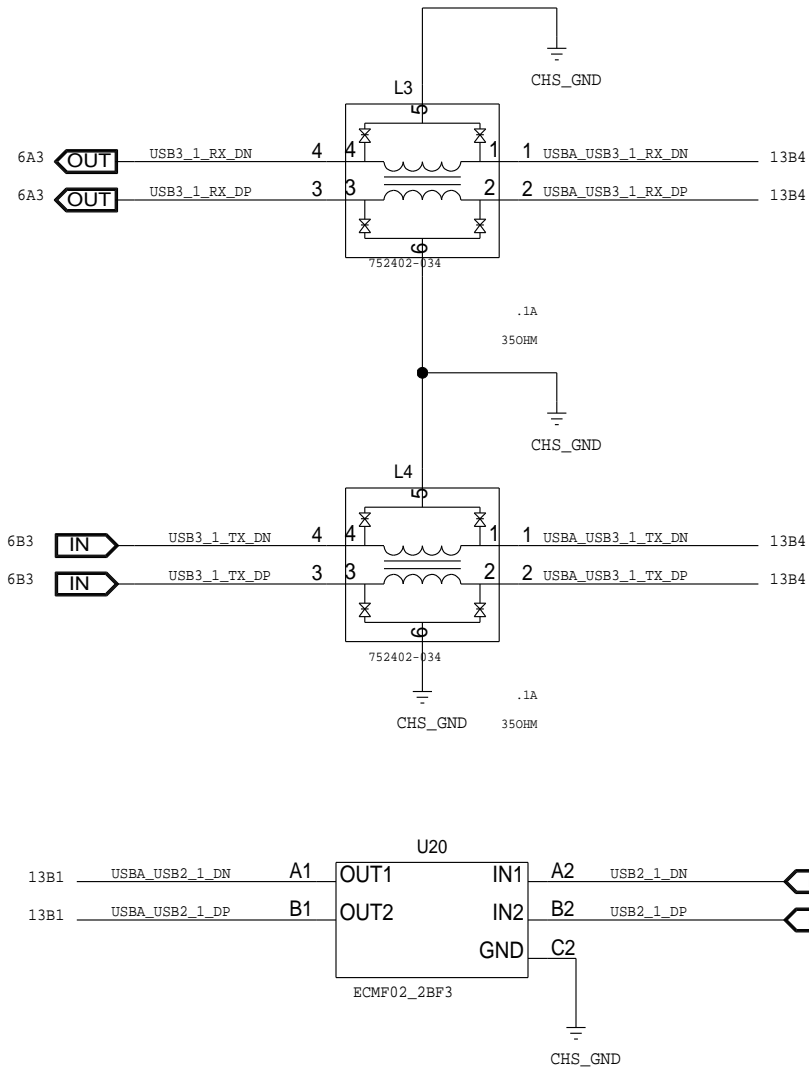 CHS_GND
L3
5
6A3 OUT USB3_1_RX_DN 4 4 1 1 USBA_USB3_1_RX_DN 13B4
6A3 OUT USB3_1_RX_DP 3 3 2 2 USBA_USB3_1_RX_DP 13B4
6
752402-034
.1A
35OHM
CHS_GND
L4
5
6B3 IN USB3_1_TX_DN 4 4 1 1 USBA_USB3_1_TX_DN 13B4
6B3 IN USB3_1_TX_DP 3 3 2 2 USBA_USB3_1_TX_DP 13B4
6
752402-034
.1A
CHS_GND 35OHM
U20
13B1 USBA_USB2_1_DN A1 OUT1 IN1 A2 USB2_1_DN
13B1 USBA_USB2_1_DP B1 OUT2 IN2 B2 USB2_1_DP
GND C2
ECMF02_2BF3
CHS_GND